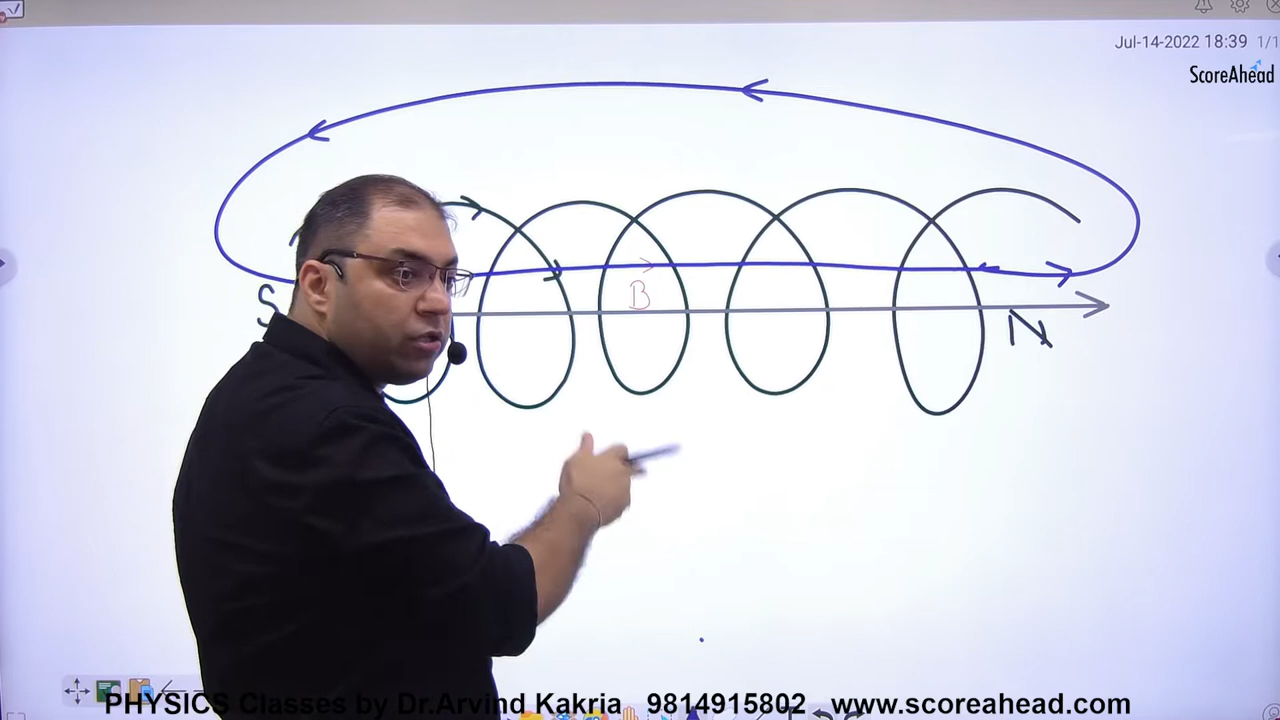 Jul-14-2022 18:39 1/1
ScoreAhead
S
B
N
PHYSICS Classes by Dr.Arvind Kakria 9814915802 www.scoreahead.com